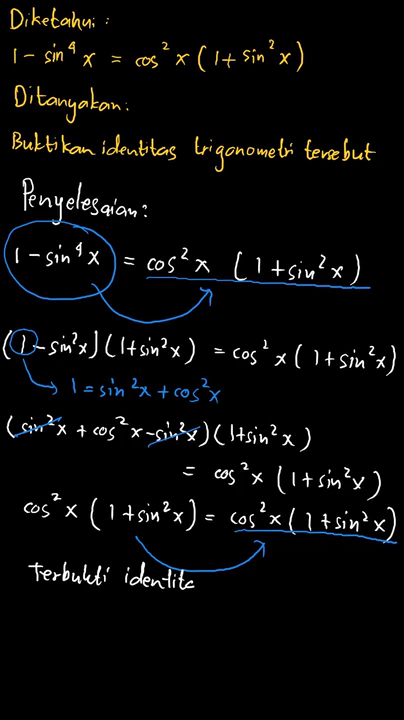 Diketahui:
1 - sin⁴ x = cos² x (1 + sin² x)
Ditanyakan:
Buktikan identitas trigonometri tersebut
Penyelesaian:
1 - sin⁴ x = cos² x (1 + sin² x)
(1 - sin² x)(1 + sin² x) = cos² x (1 + sin² x)
1 = sin² x + cos² x
(sin² x + cos² x - sin² x)(1 + sin² x)
= cos² x (1 + sin² x)
cos² x (1 + sin² x) = cos² x (1 + sin² x)
Terbukti identita